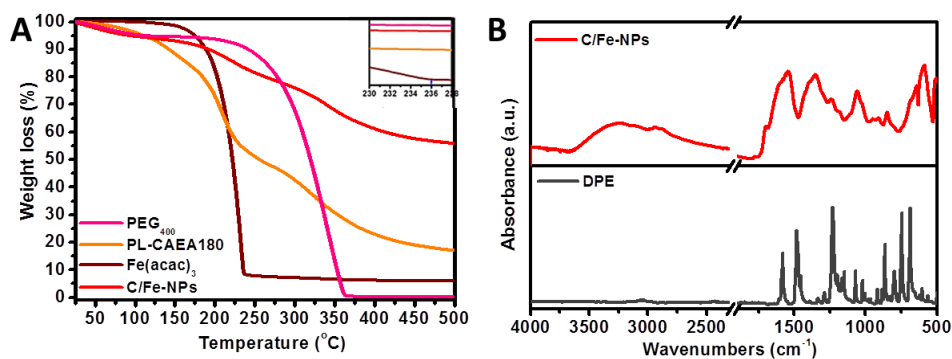 A
Weight loss (%)
100
90
80
70
60
50
40
30
20
10
0
50 100 150 200 250 300 350 400 450 500
Temperature (°C)
PEG400
PL-CAEA180
Fe(acac)3
C/Fe-NPs
230 232 234 236 228
B
Absorbance (a.u.)
C/Fe-NPs
DPE
4000 3500 3000 2500 1500 1000 500
Wavenumbers (cm-1)